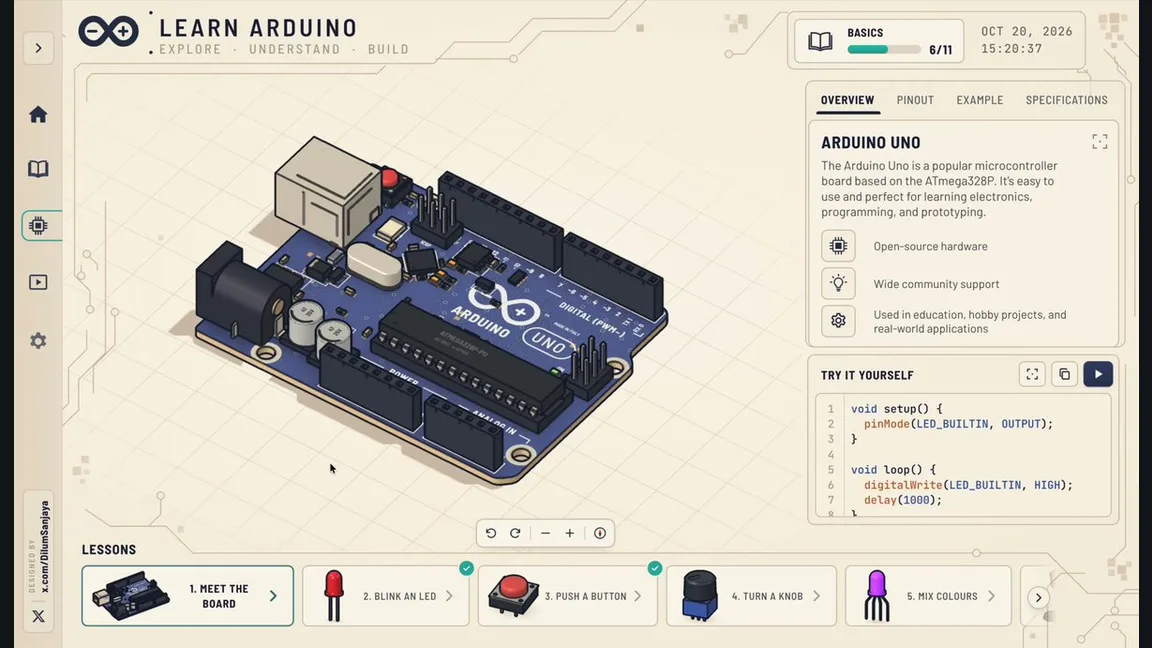 LEARN ARDUINO
EXPLORE · UNDERSTAND · BUILD
BASICS
6/11
OCT 20, 2026
15:20:37
OVERVIEW
PINOUT
EXAMPLE
SPECIFICATIONS
ARDUINO UNO
The Arduino Uno is a popular microcontroller
board based on the ATmega328P. It's easy to
use and perfect for learning electronics,
programming, and prototyping.
Open-source hardware
Wide community support
Used in education, hobby projects, and
real-world applications
TRY IT YOURSELF
1 void setup() {
2 pinMode(LED_BUILTIN, OUTPUT);
3 }
4
5 void loop() {
6 digitalWrite(LED_BUILTIN, HIGH);
7 delay(1000);
8 }
DIGITAL (PWM~)
ARDUINO
UNO
ATMEGA328P-PU
POWER
ANALOG IN
DESIGNED BY
x.com/DilumSanjaya
LESSONS
1. MEET THE
BOARD
2. BLINK AN LED
3. PUSH A BUTTON
4. TURN A KNOB
5. MIX COLOURS